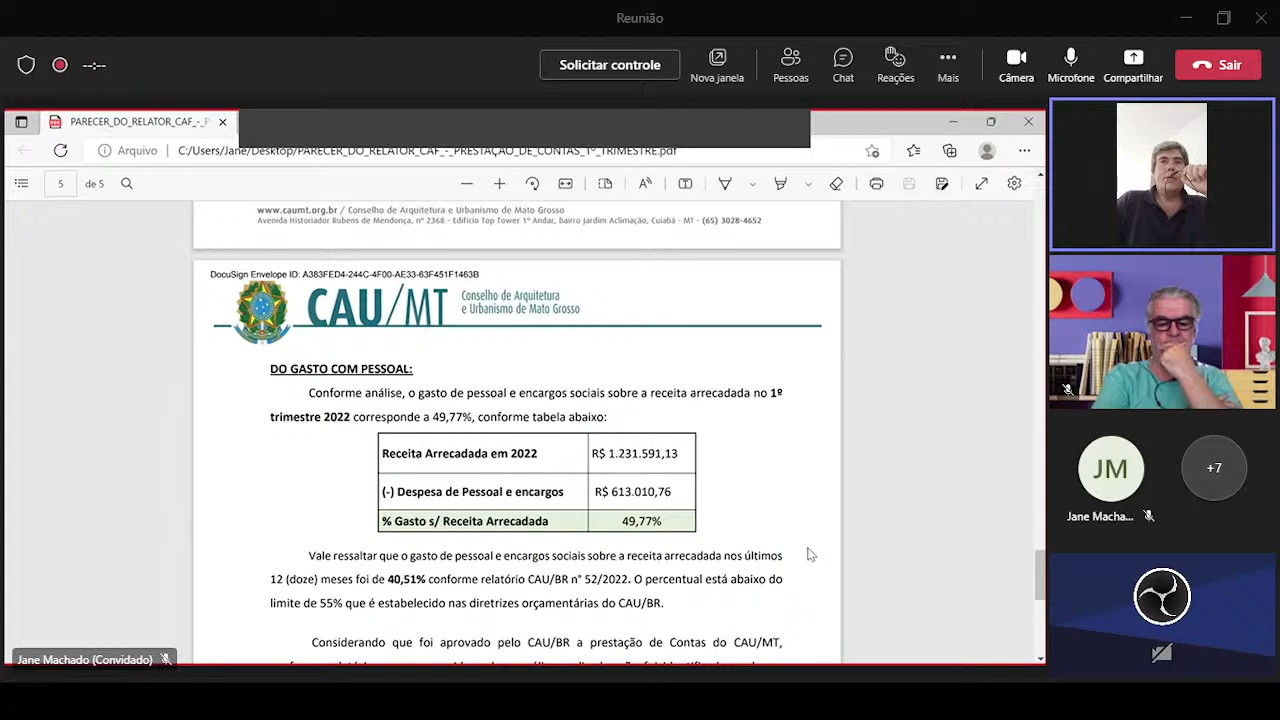 Reunião
--:--
Solicitar controle
Nova janela
Pessoas
Chat
Reações
Mais
Câmera
Microfone
Compartilhar
Sair
PARECER_DO_RELATOR_CAF_-_P
Arquivo
C:/Users/Jane/Desktop/PARECER_DO_RELATOR_CAF_-_PRESTAÇÃO_DE_CONTAS_1º_TRIMESTRE.pdf
5 de 5
www.caumt.org.br / Conselho de Arquitetura e Urbanismo de Mato Grosso
Avenida Historiador Rubens de Mendonça, nº 2368 - Edifício Top Tower 1º Andar, bairro Jardim Aclimação, Cuiabá - MT - (65) 3028-4652
DocuSign Envelope ID: A383FED4-244C-4F00-AE33-63F451F1463B
CAU/MT
Conselho de Arquitetura
e Urbanismo de Mato Grosso
DO GASTO COM PESSOAL:
Conforme análise, o gasto de pessoal e encargos sociais sobre a receita arrecadada no 1º
trimestre 2022 corresponde a 49,77%, conforme tabela abaixo:
Receita Arrecadada em 2022 R$ 1.231.591,13
(-) Despesa de Pessoal e encargos R$ 613.010,76
% Gasto s/ Receita Arrecadada 49,77%
Vale ressaltar que o gasto de pessoal e encargos sociais sobre a receita arrecadada nos últimos
12 (doze) meses foi de 40,51% conforme relatório CAU/BR n° 52/2022. O percentual está abaixo do
limite de 55% que é estabelecido nas diretrizes orçamentárias do CAU/BR.
Considerando que foi aprovado pelo CAU/BR a prestação de Contas do CAU/MT,
Jane Machado (Convidado)
JM
Jane Macha...
+7